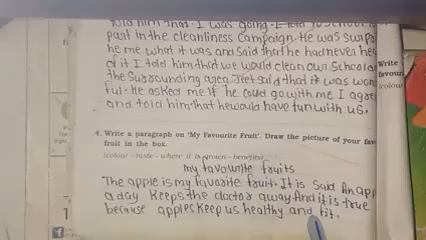 told him that. I was going
part in the cleanliness campaign. He was surp
he me what it was and said that he had never he
of it I told him that we would clean our School a
the Surrounding area. Jeet said that it was won
ful. He asked me if he could go with me I agre
and told him that he would have fun with us.
Write
favour
(colour
4. Write a paragraph on 'My Favourite Fruit'. Draw the picture of your fav
fruit in the box.
(colour – taste – where it is grown – benefits)
my favourite fruits
The apple is my favorite fruit. It is Said An app
a day Keeps the doctor away. And it is true
because apples Keep us healthy and fit.